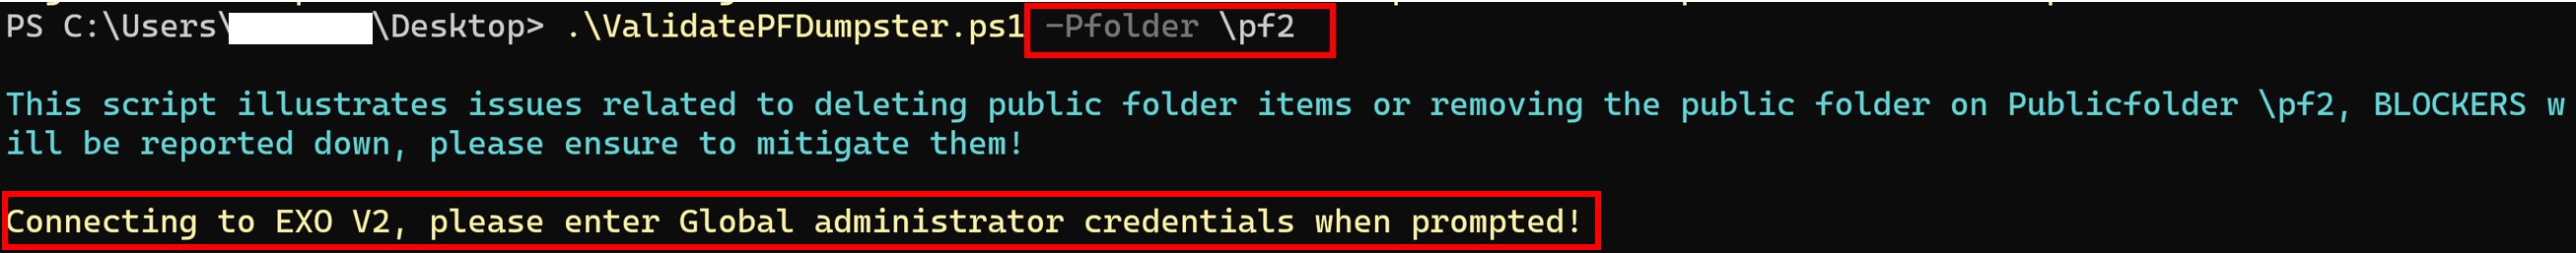 PS C:\Users\ \Desktop> .\ValidatePFDumpster.ps1 -Pfolder \pf2
This script illustrates issues related to deleting public folder items or removing the public folder on Publicfolder \pf2, BLOCKERS w
ill be reported down, please ensure to mitigate them!
Connecting to EXO V2, please enter Global administrator credentials when prompted!